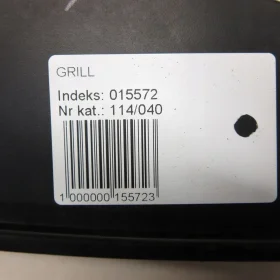 GRILL
Indeks: 015572
Nr kat.: 114/040
1 000000 155723